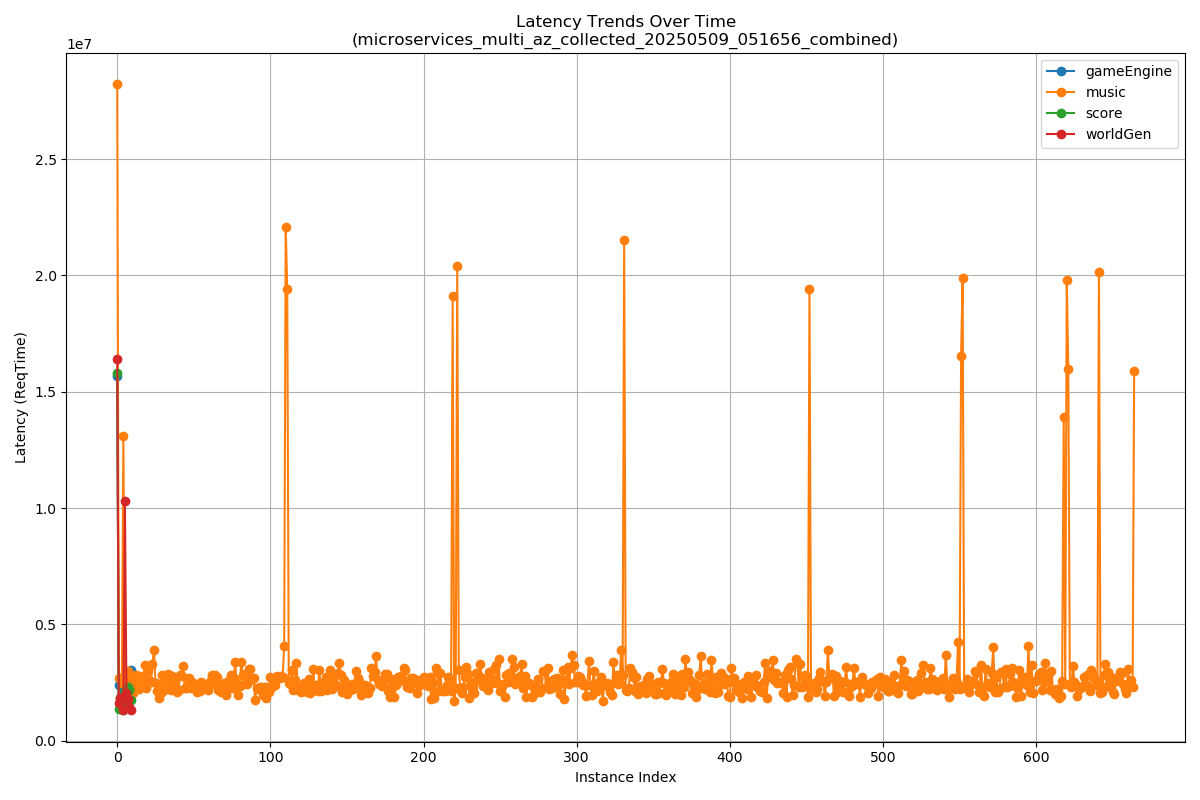 Latency Trends Over Time
(microservices_multi_az_collected_20250509_051656_combined)
1e7
gameEngine
music
score
worldGen
2.5
2.0
1.5
1.0
0.5
0.0
Latency (ReqTime)
0 100 200 300 400 500 600
Instance Index